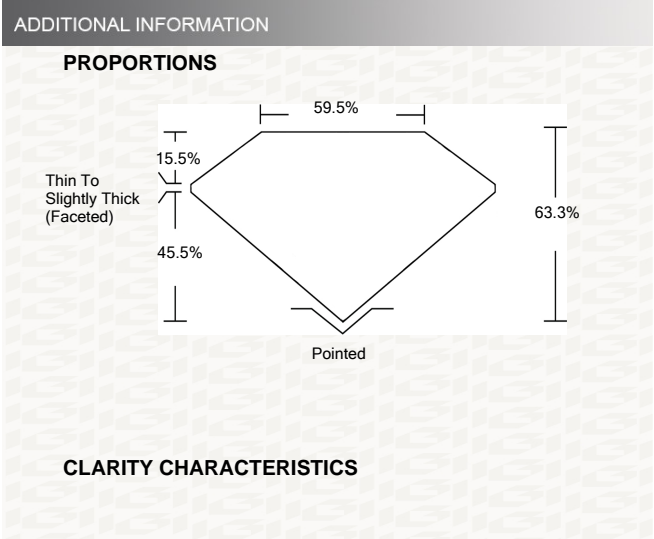 ADDITIONAL INFORMATION
PROPORTIONS
59.5%
15.5%
Thin To
Slightly Thick
(Faceted)
63.3%
45.5%
Pointed
CLARITY CHARACTERISTICS